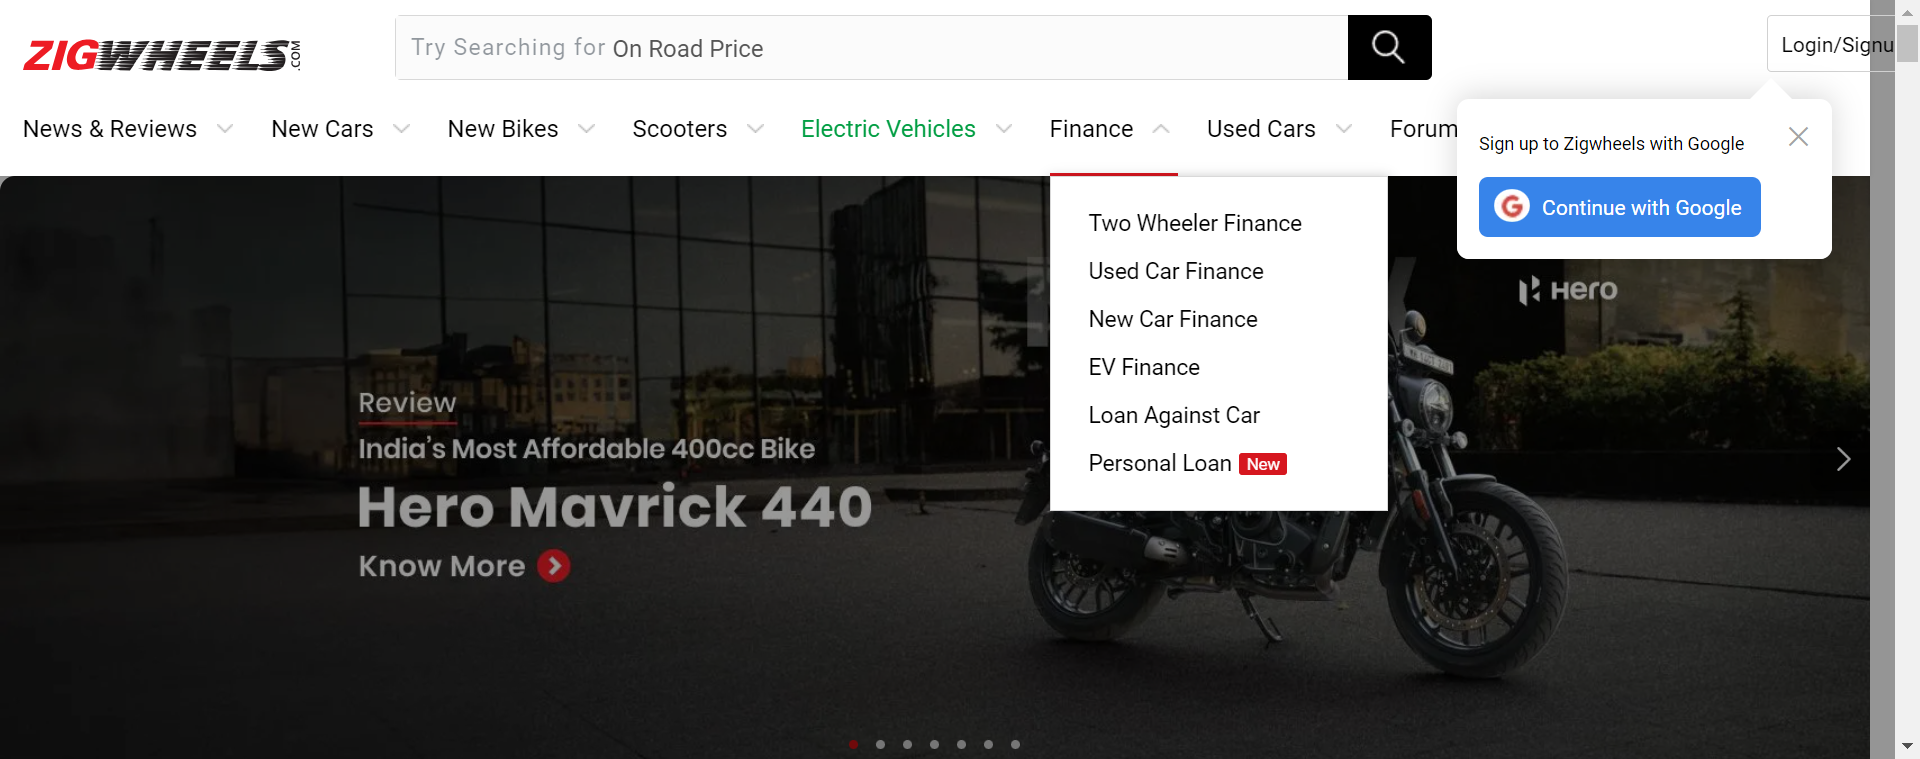 ZIGWHEELS.COM
Try Searching for On Road Price
Login/Signu
News & Reviews
New Cars
New Bikes
Scooters
Electric Vehicles
Finance
Used Cars
Forum
Sign up to Zigwheels with Google
G Continue with Google
Two Wheeler Finance
Used Car Finance
New Car Finance
EV Finance
Loan Against Car
Personal Loan New
Hero
Review
India's Most Affordable 400cc Bike
Hero Mavrick 440
Know More